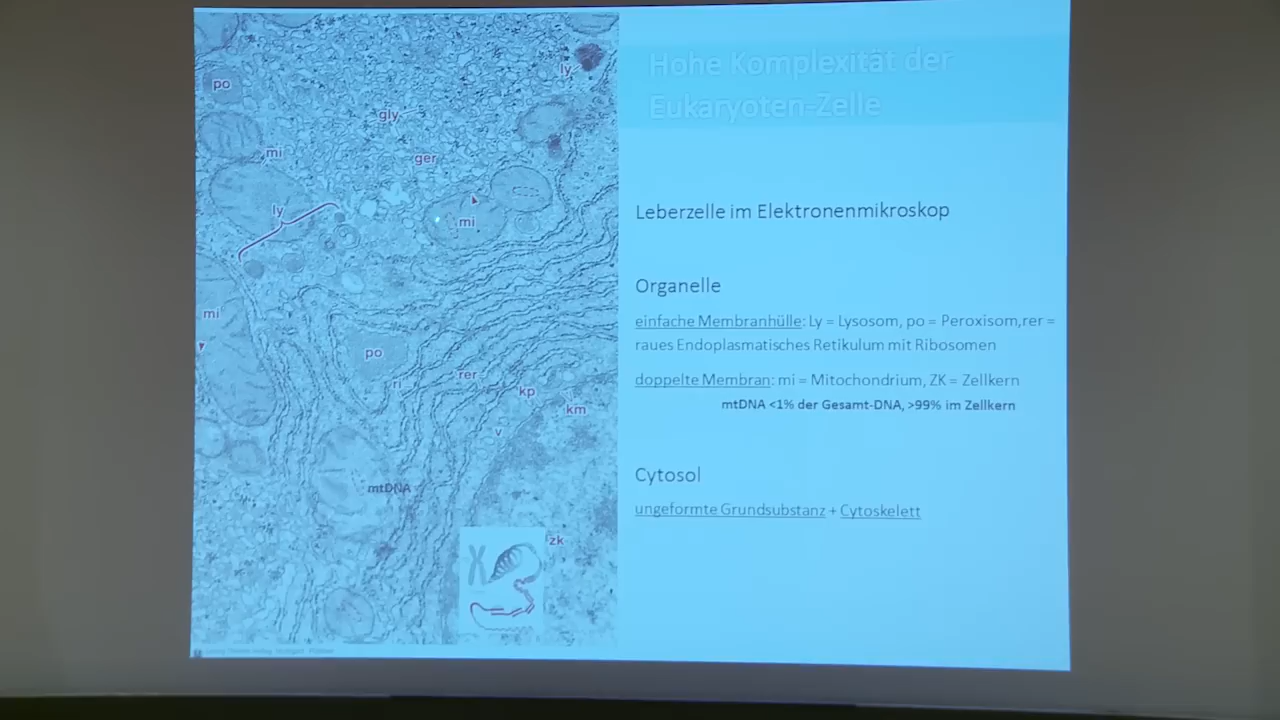 Hohe Komplexität der
Eukaryoten-Zelle
Leberzelle im Elektronenmikroskop
Organelle
einfache Membranhülle: Ly = Lysosom, po = Peroxisom,rer =
raues Endoplasmatisches Retikulum mit Ribosomen
doppelte Membran: mi = Mitochondrium, ZK = Zellkern
mtDNA <1% der Gesamt-DNA, >99% im Zellkern
Cytosol
ungeformte Grundsubstanz + Cytoskelett
ly
po
gly
mi
ger
ly
mi
mi
po
rer
ri
kp
km
v
mtDNA
zk